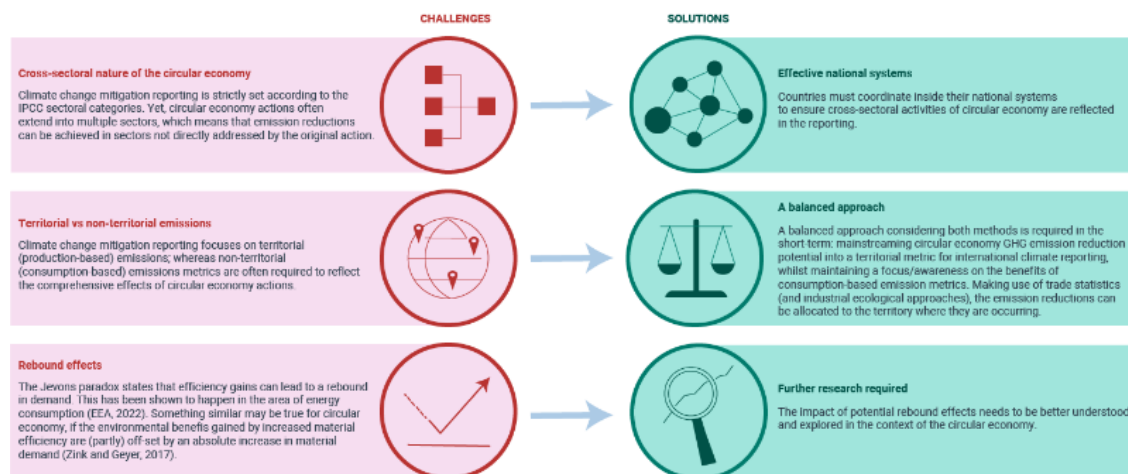 CHALLENGES
SOLUTIONS
Cross-sectoral nature of the circular economy
Climate change mitigation reporting is strictly set according to the
IPCC sectoral categories. Yet, circular economy actions often
extend into multiple sectors, which means that emission reductions
can be achieved in sectors not directly addressed by the original action.
Effective national systems
Countries must coordinate inside their national systems
to ensure cross-sectoral activities of circular economy are reflected
in the reporting.
Territorial vs non-territorial emissions
Climate change mitigation reporting focuses on territorial
(production-based) emissions; whereas non-territorial
(consumption based) emissions metrics are often required to reflect
the comprehensive effects of circular economy actions.
A balanced approach
A balanced approach considering both methods is required in the
short-term: mainstreaming circular economy GHG emission reduction
potential into a territorial metric for international climate reporting,
whilst maintaining a focus/awareness on the benefits of
consumption-based emission metrics. Making use of trade statistics
(and industrial ecological approaches), the emission reductions can
be allocated to the territory where they are occurring.
Rebound effects
The Jevons paradox states that efficiency gains can lead to a rebound
in demand. This has been shown to happen in the area of energy
consumption (EEA, 2022). Something similar may be true for circular
economy, if the environmental benefis gained by increased material
efficiency are (partly) off-set by an absolute increase in material
demand (Zink and Geyer, 2017).
Further research required
The impact of potential rebound effects needs to be better understood
and explored in the context of the circular economy.